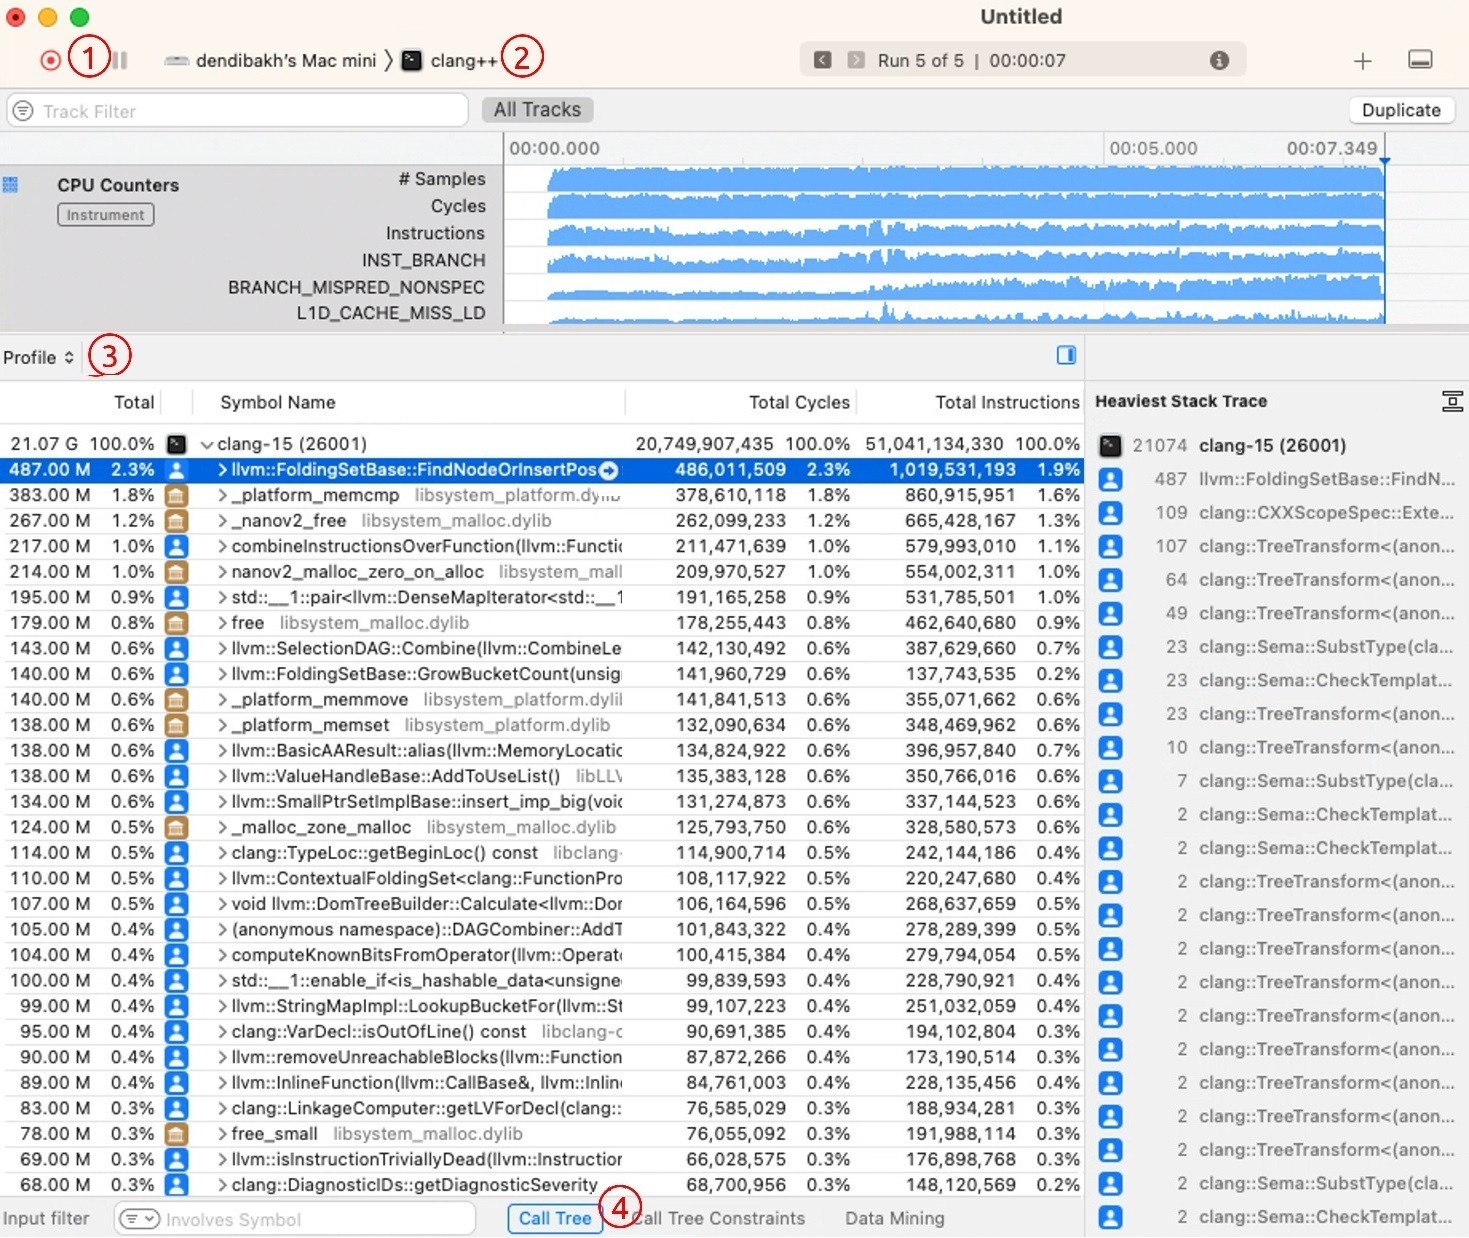 Untitled
1 dendibakh's Mac mini 〉 clang++ 2 Run 5 of 5 | 00:00:07
Track Filter All Tracks Duplicate
00:00.000 00:05.000 00:07.349
CPU Counters
Instrument
# Samples
Cycles
Instructions
INST_BRANCH
BRANCH_MISPRED_NONSPEC
L1D_CACHE_MISS_LD
Profile 3
Total Symbol Name Total Cycles Total Instructions
21.07 G 100.0% clang-15 (26001) 20,749,907,435 100.0% 51,041,134,330 100.0%
487.00 M 2.3% llvm::FoldingSetBase::FindNodeOrInsertPos 486,011,509 2.3% 1,019,531,193 1.9%
383.00 M 1.8% _platform_memcmp libsystem_platform.dylib 378,610,118 1.8% 860,915,951 1.6%
267.00 M 1.2% _nanov2_free libsystem_malloc.dylib 262,099,233 1.2% 665,428,167 1.3%
217.00 M 1.0% combineInstructionsOverFunction(llvm::Functic 211,471,639 1.0% 579,993,010 1.1%
214.00 M 1.0% nanov2_malloc_zero_on_alloc libsystem_mall 209,970,527 1.0% 554,002,311 1.0%
195.00 M 0.9% std::__1::pair<llvm::DenseMapIterator<std::__1 191,165,258 0.9% 531,785,501 1.0%
179.00 M 0.8% free libsystem_malloc.dylib 178,255,443 0.8% 462,640,680 0.9%
143.00 M 0.6% llvm::SelectionDAG::Combine(llvm::CombineLe 142,130,492 0.6% 387,629,660 0.7%
140.00 M 0.6% llvm::FoldingSetBase::GrowBucketCount(unsig 141,960,729 0.6% 137,743,535 0.2%
140.00 M 0.6% _platform_memmove libsystem_platform.dyli 141,841,513 0.6% 355,071,662 0.6%
138.00 M 0.6% _platform_memset libsystem_platform.dylib 132,090,634 0.6% 348,469,962 0.6%
138.00 M 0.6% llvm::BasicAAResult::alias(llvm::MemoryLocatic 134,824,922 0.6% 396,957,840 0.7%
138.00 M 0.6% llvm::ValueHandleBase::AddToUseList() libLLV 135,383,128 0.6% 350,766,016 0.6%
134.00 M 0.6% llvm::SmallPtrSetImplBase::insert_imp_big(voic 131,274,873 0.6% 337,144,523 0.6%
124.00 M 0.5% _malloc_zone_malloc libsystem_malloc.dylib 125,793,750 0.6% 328,580,573 0.6%
114.00 M 0.5% clang::TypeLoc::getBeginLoc() const libclang- 114,900,714 0.5% 242,144,186 0.4%
110.00 M 0.5% llvm::ContextualFoldingSet<clang::FunctionPro 108,117,922 0.5% 220,247,680 0.4%
107.00 M 0.5% void llvm::DomTreeBuilder::Calculate<llvm::Dor 106,164,596 0.5% 268,637,659 0.5%
105.00 M 0.4% (anonymous namespace)::DAGCombiner::AddT 101,843,322 0.4% 278,289,399 0.5%
104.00 M 0.4% computeKnownBitsFromOperator(llvm::Operat 100,415,384 0.4% 279,794,054 0.5%
100.00 M 0.4% std::__1::enable_if<is_hashable_data<unsigne 99,839,593 0.4% 228,790,921 0.4%
99.00 M 0.4% llvm::StringMapImpl::LookupBucketFor(llvm::St 99,107,223 0.4% 251,032,059 0.4%
95.00 M 0.4% clang::VarDecl::isOutOfLine() const libclang-c 90,691,385 0.4% 194,102,804 0.3%
90.00 M 0.4% llvm::removeUnreachableBlocks(llvm::Function 87,872,266 0.4% 173,190,514 0.3%
89.00 M 0.4% llvm::InlineFunction(llvm::CallBase&, llvm::Inlin 84,761,003 0.4% 228,135,456 0.4%
83.00 M 0.3% clang::LinkageComputer::getLVForDecl(clang:: 76,585,029 0.3% 188,934,281 0.3%
78.00 M 0.3% free_small libsystem_malloc.dylib 76,055,092 0.3% 191,988,114 0.3%
69.00 M 0.3% llvm::isInstructionTriviallyDead(llvm::Instruction 66,028,575 0.3% 176,898,768 0.3%
68.00 M 0.3% clang::DiagnosticIDs::getDiagnosticSeverity 68,700,956 0.3% 148,120,569 0.2%
Input filter Involves Symbol Call Tree 4 Call Tree Constraints Data Mining
Heaviest Stack Trace
21074 clang-15 (26001)
487 llvm::FoldingSetBase::FindN...
109 clang::CXXScopeSpec::Exte...
107 clang::TreeTransform<(anon...
64 clang::TreeTransform<(anon...
49 clang::TreeTransform<(anon...
23 clang::Sema::SubstType(cla...
23 clang::Sema::CheckTemplat...
23 clang::TreeTransform<(anon...
10 clang::TreeTransform<(anon...
7 clang::Sema::SubstType(cla...
2 clang::Sema::CheckTemplat...
2 clang::Sema::CheckTemplat...
2 clang::TreeTransform<(anon...
2 clang::TreeTransform<(anon...
2 clang::TreeTransform<(anon...
2 clang::TreeTransform<(anon...
2 clang::TreeTransform<(anon...
2 clang::TreeTransform<(anon...
2 clang::TreeTransform<(anon...
2 clang::TreeTransform<(anon...
2 clang::TreeTransform<(anon...
2 clang::Sema::SubstType(cla...
2 clang::Sema::CheckTemplat...